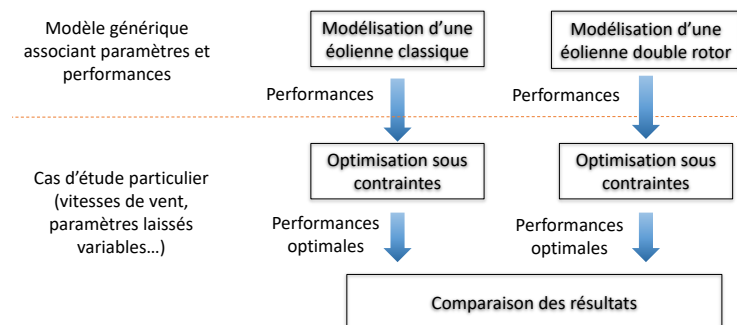 Modèle générique
associant paramètres et
performances
Modélisation d'une
éolienne classique
Modélisation d'une
éolienne double rotor
Performances
Performances
Cas d'étude particulier
(vitesses de vent,
paramètres laissés
variables…)
Optimisation sous
contraintes
Optimisation sous
contraintes
Performances
optimales
Performances
optimales
Comparaison des résultats